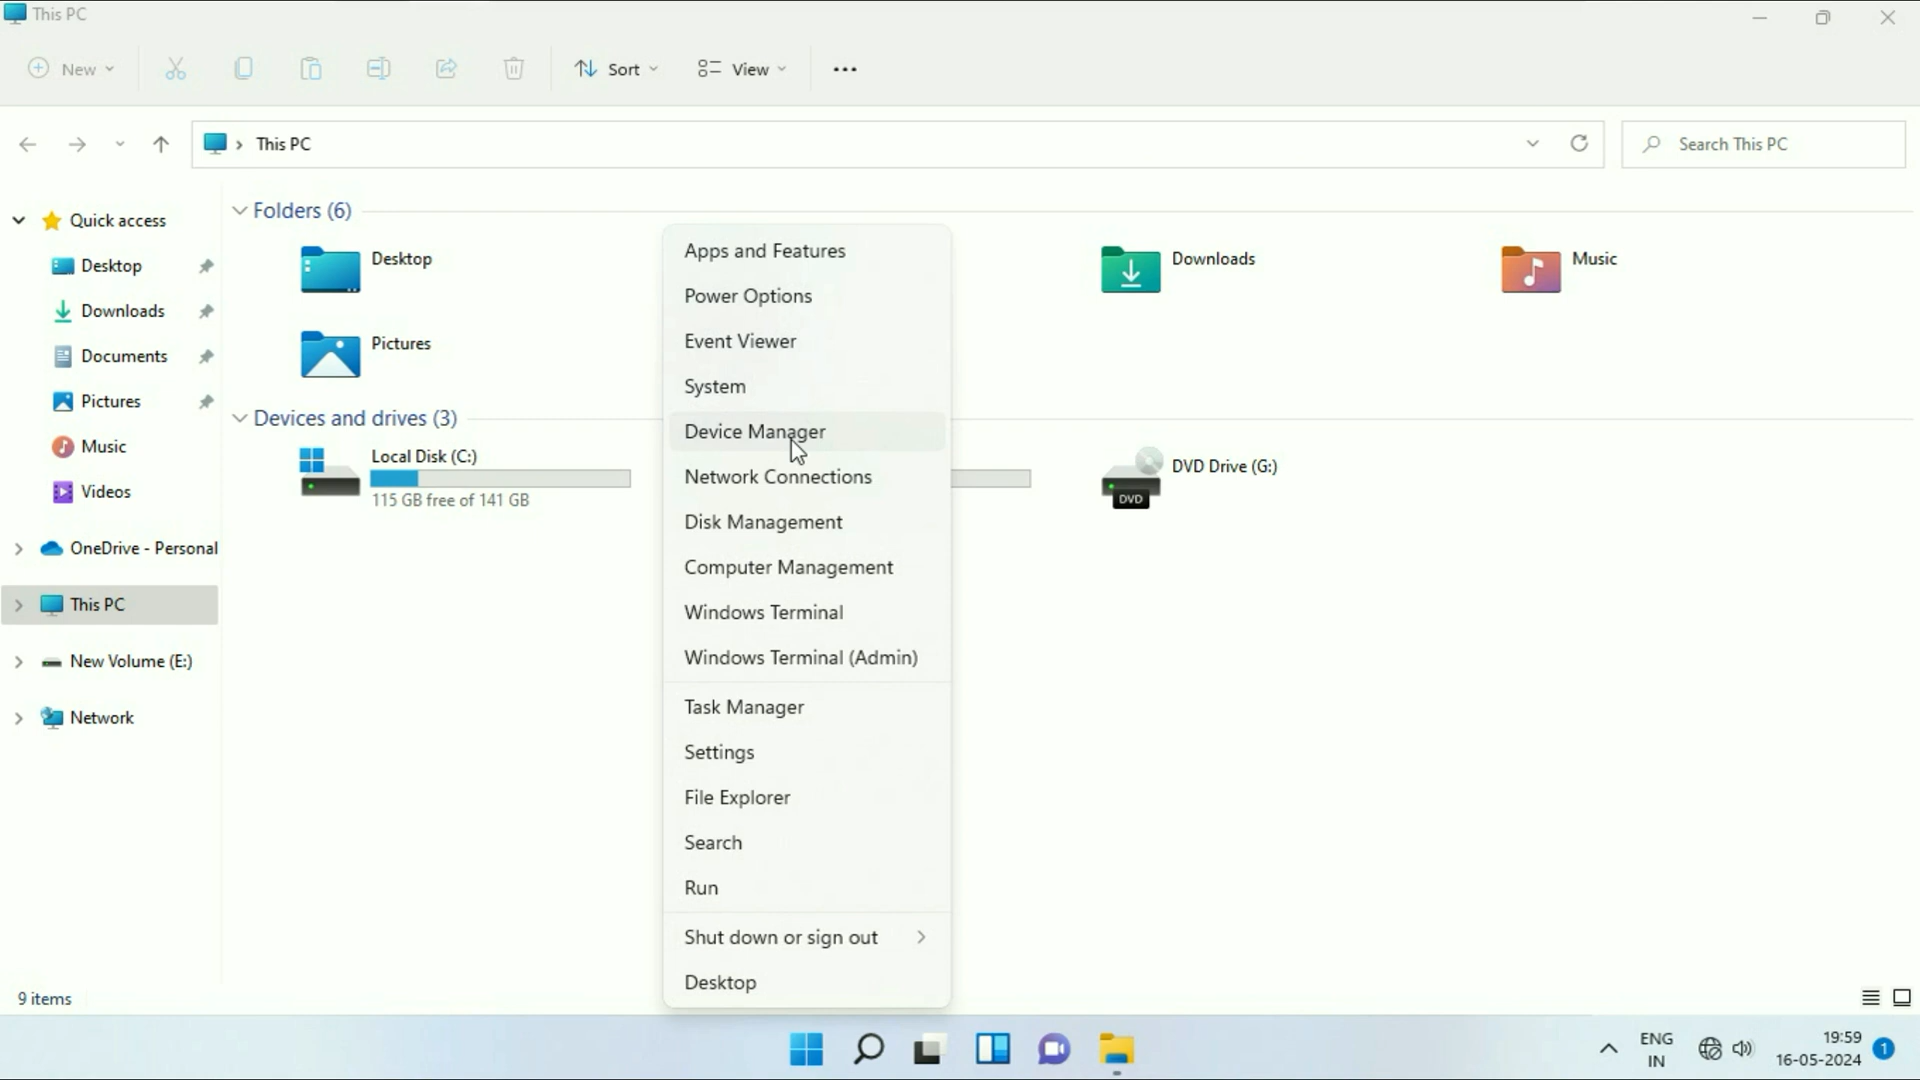 This PC
New
Sort
View
This PC
Search This PC
Quick access
Desktop
Downloads
Documents
Pictures
Music
Videos
OneDrive - Personal
This PC
New Volume (E:)
Network
Folders (6)
Desktop
Downloads
Music
Pictures
Devices and drives (3)
Local Disk (C:)
115 GB free of 141 GB
DVD Drive (G:)
DVD
Apps and Features
Power Options
Event Viewer
System
Device Manager
Network Connections
Disk Management
Computer Management
Windows Terminal
Windows Terminal (Admin)
Task Manager
Settings
File Explorer
Search
Run
Shut down or sign out
Desktop
9 items
ENG
IN
19:59
16-05-2024
1